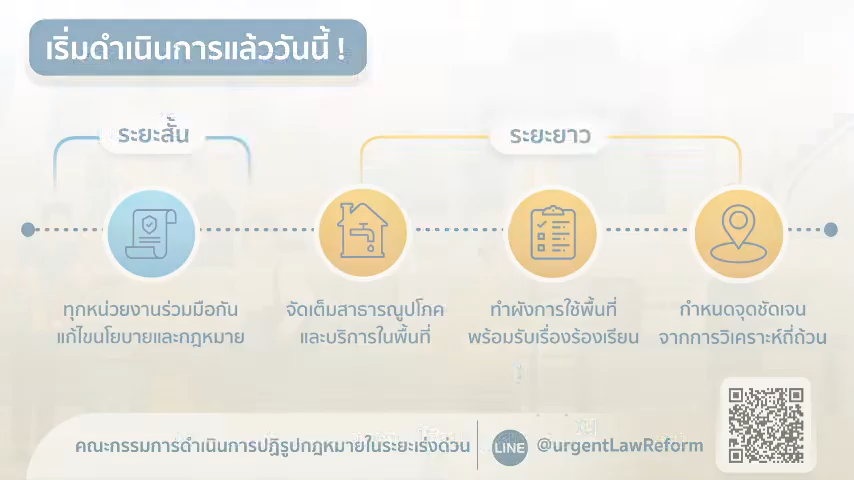 เริ่มดำเนินการแล้ววันนี้ !
ระยะสั้น
ระยะยาว
ทุกหน่วยงานร่วมมือกัน
แก้ไขนโยบายและกฎหมาย
จัดเต็มสาธารณูปโภค
และบริการในพื้นที่
ทำผังการใช้พื้นที่
พร้อมรับเรื่องร้องเรียน
กำหนดจุดชัดเจน
จากการวิเคราะห์ถี่ถ้วน
คณะกรรมการดำเนินการปฏิรูปกฎหมายในระยะเร่งด่วน
LINE @urgentLawReform